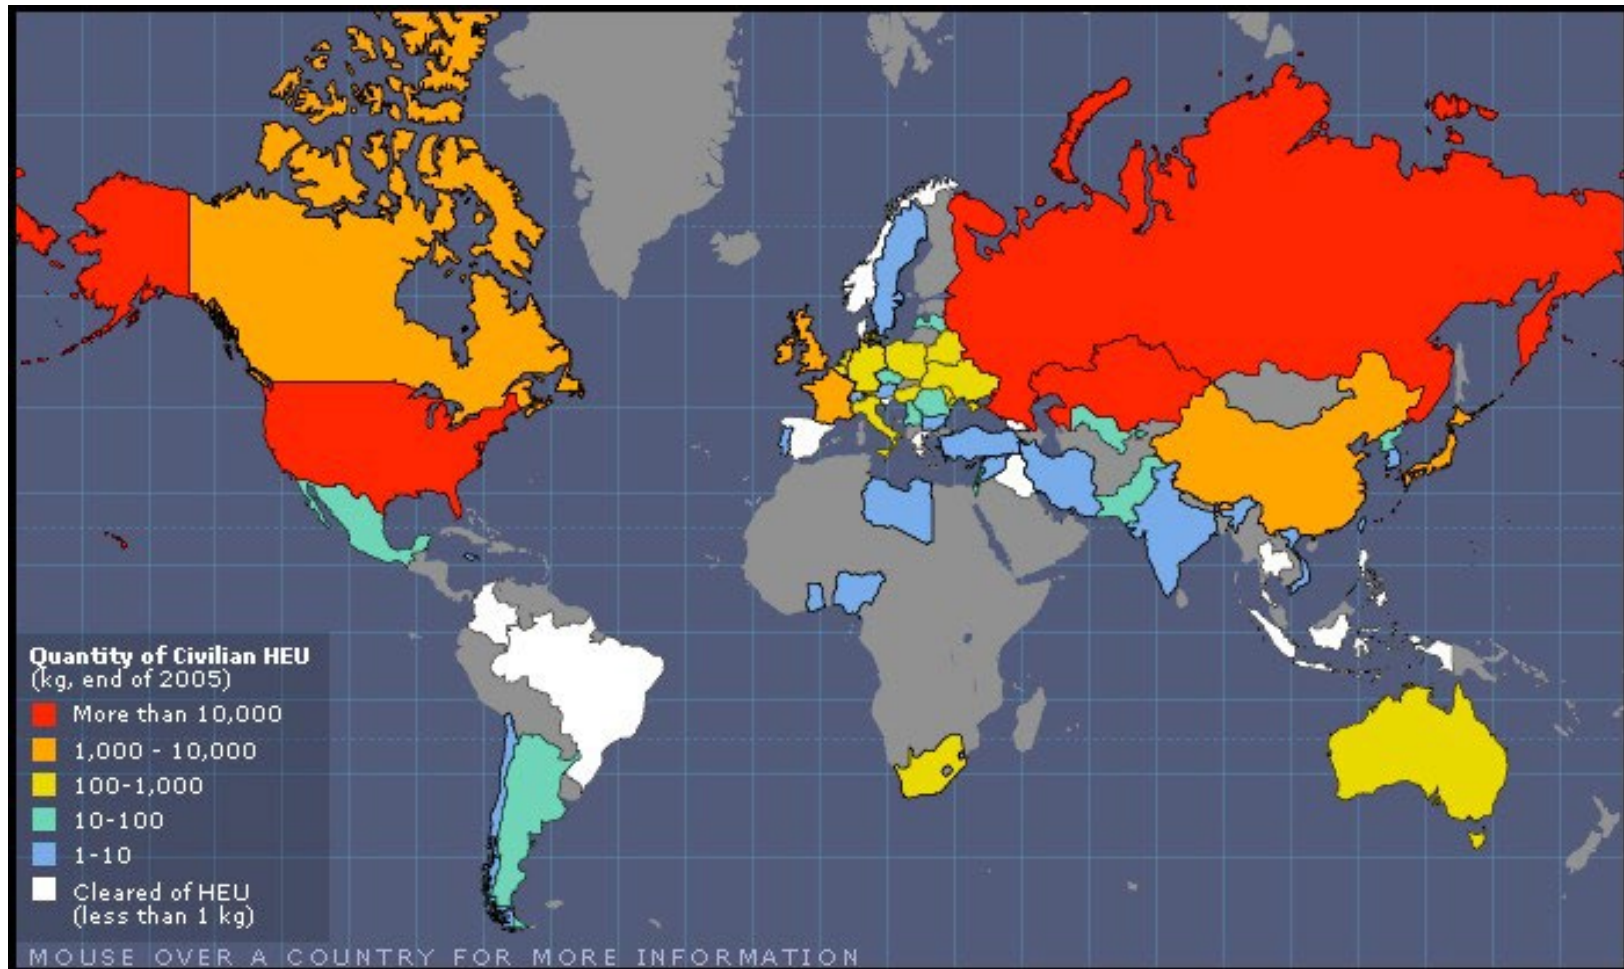 Quantity of Civilian HEU
(kg, end of 2005)
More than 10,000
1,000 - 10,000
100-1,000
10-100
1-10
Cleared of HEU
(less than 1 kg)
MOUSE OVER A COUNTRY FOR MORE INFORMATION